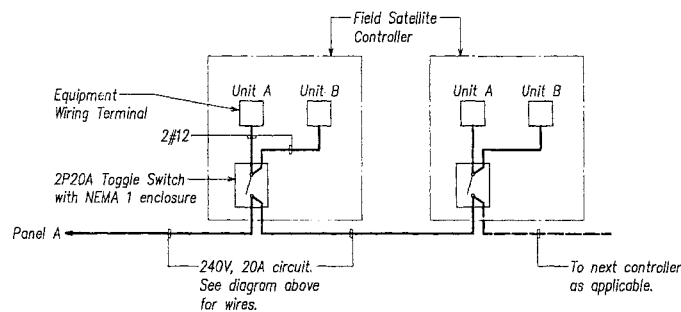 Field Satellite
Controller
Unit A
Unit B
Unit A
Unit B
Equipment
Wiring Terminal
2#12
2P20A Toggle Switch
with NEMA 1 enclosure
Panel A
240V, 20A circuit.
See diagram above
for wires.
To next controller
as applicable.